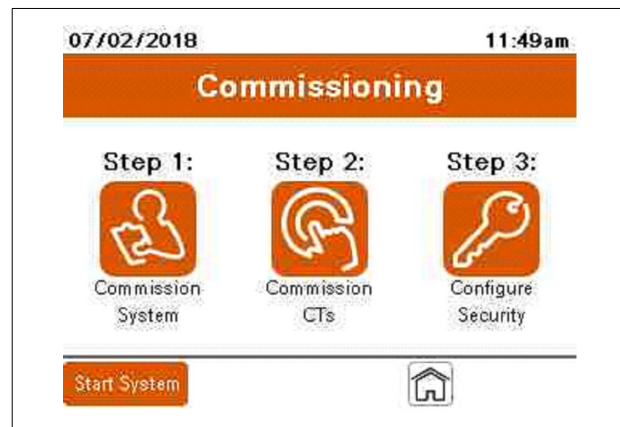 07/02/2018 11:49am
Commissioning
Step 1: Step 2: Step 3:
Commission Commission Configure
System CTs Security
Start System